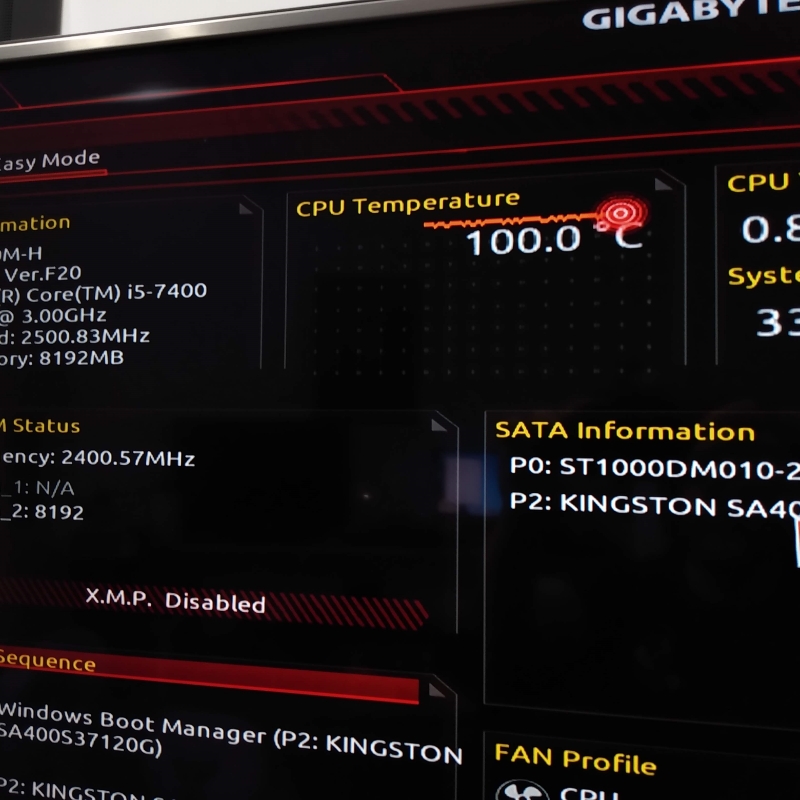 GIGABYTE
Easy Mode
mation
0M-H
Ver.F20
R) Core(TM) i5-7400
@ 3.00GHz
d: 2500.83MHz
ory: 8192MB
CPU Temperature
100.0 °C
CPU
0.8
Syste
33
M Status
ency: 2400.57MHz
_1: N/A
_2: 8192
X.M.P. Disabled
SATA Information
P0: ST1000DM010-2
P2: KINGSTON SA40
Sequence
Windows Boot Manager (P2: KINGSTON
SA400S37120G)
P2: KINGSTON
FAN Profile
CPU